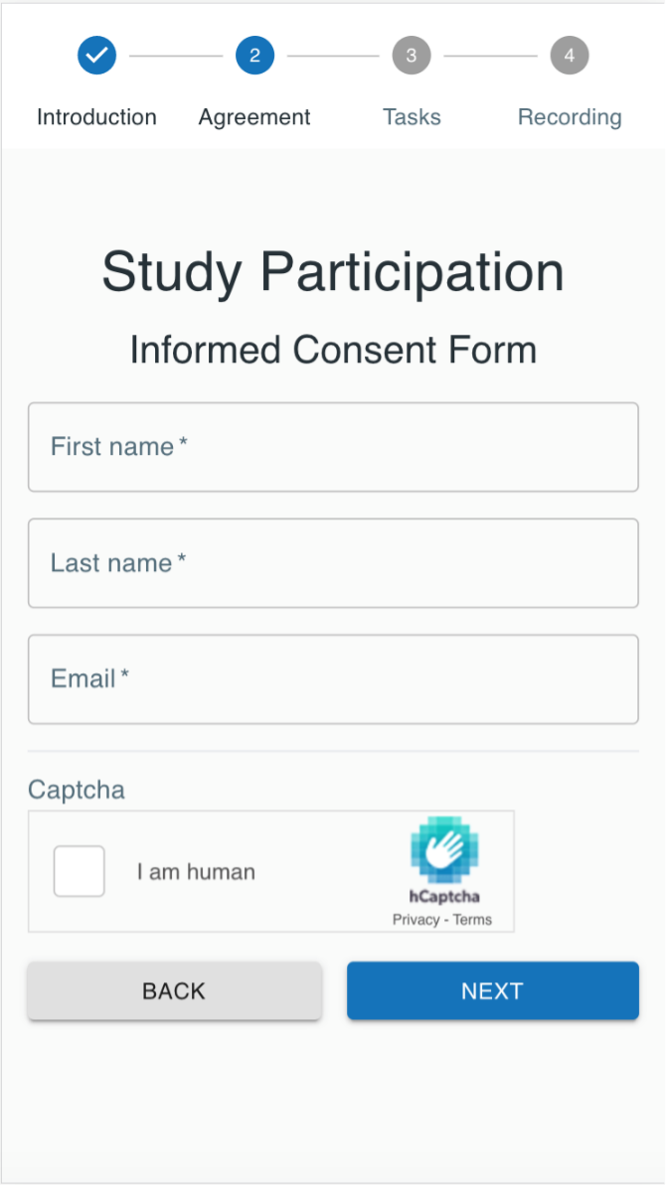 2 3 4
Introduction Agreement Tasks Recording
Study Participation
Informed Consent Form
First name *
Last name *
Email *
Captcha
I am human
hCaptcha
Privacy - Terms
BACK NEXT